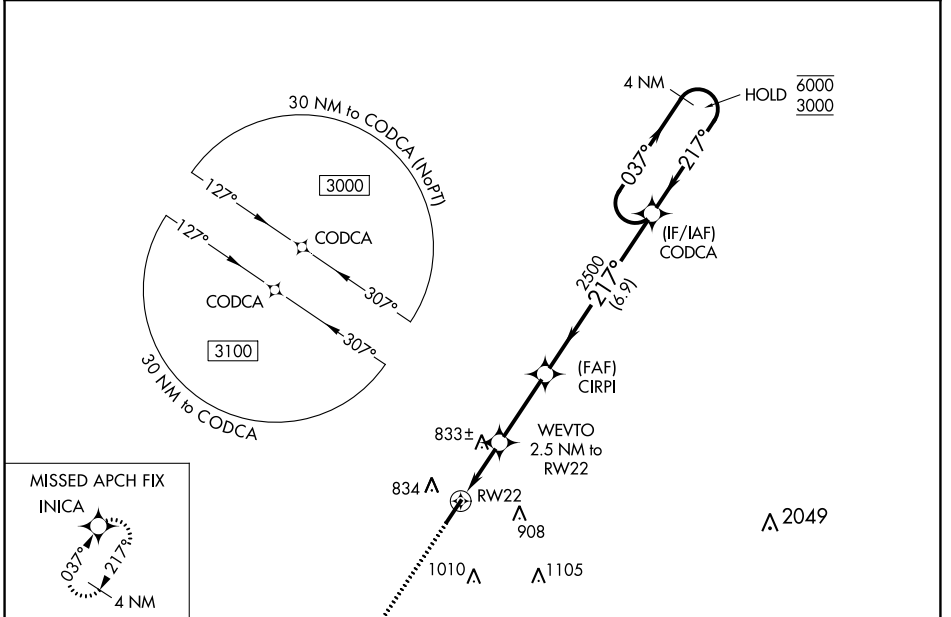 30 NM to CODCA (NoPT)
3000
127°
CODCA
307°
127°
CODCA
307°
3100
30 NM to CODCA
4 NM
HOLD
6000
3000
037°
217°
(IF/IAF)
CODCA
2500
217°
(6.9)
(FAF)
CIRPI
833±
WEVTO
2.5 NM to
RW22
834
RW22
908
2049
1010
1105
MISSED APCH FIX
INICA
037°
217°
4 NM